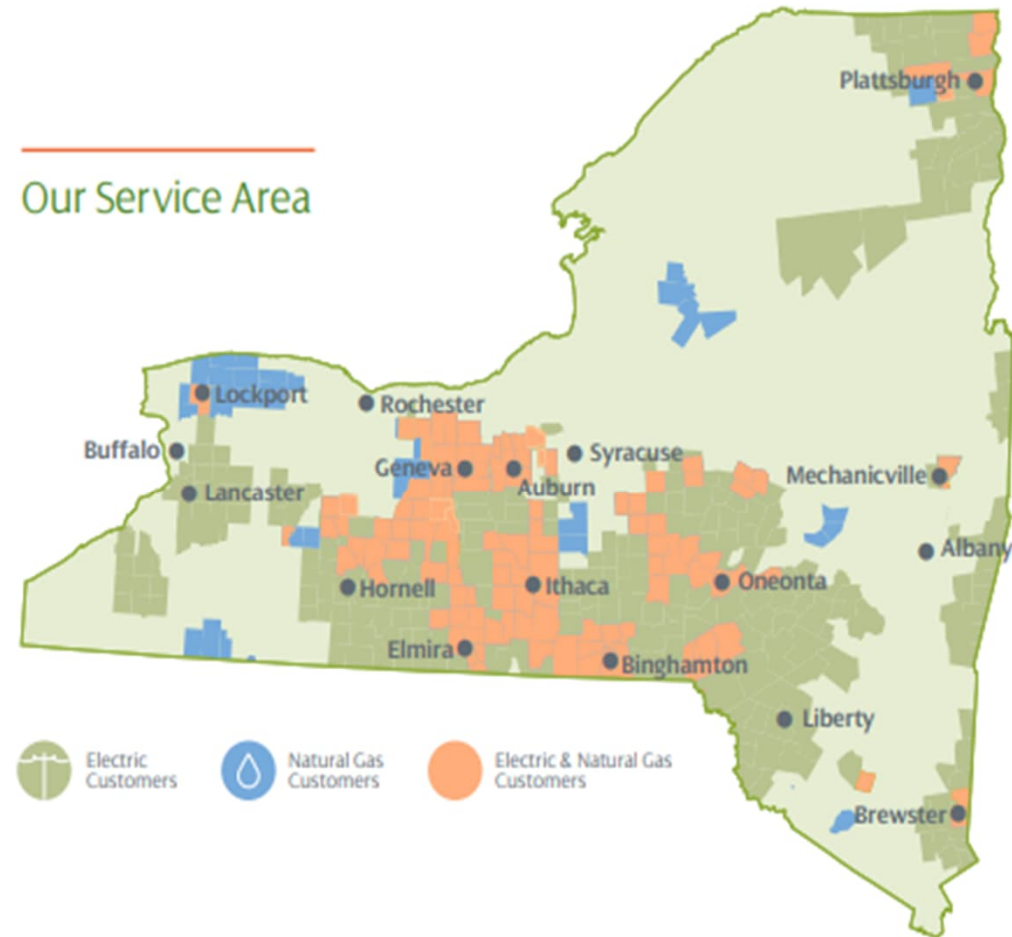 Our Service Area
Plattsburgh
Lockport
Rochester
Buffalo
Syracuse
Geneva
Auburn
Mechanicville
Lancaster
Albany
Hornell
Ithaca
Oneonta
Elmira
Binghamton
Liberty
Brewster
Electric
Customers
Natural Gas
Customers
Electric & Natural Gas
Customers